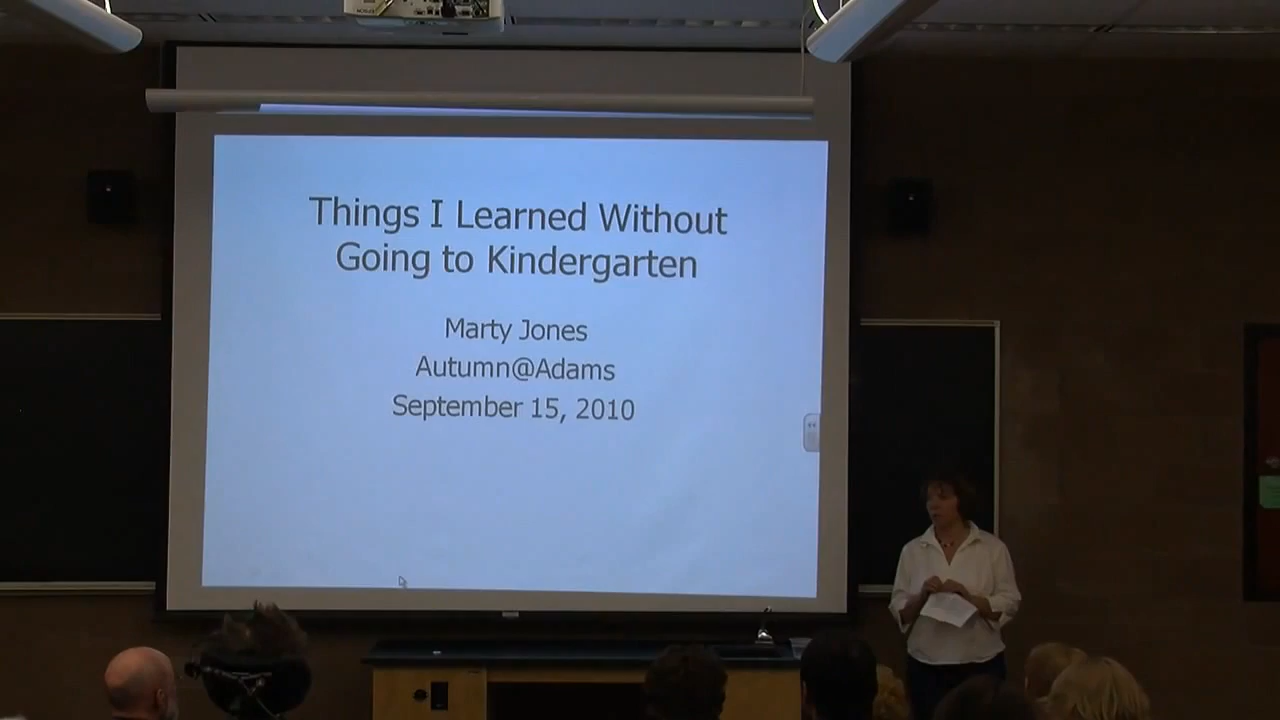 Things I Learned Without
Going to Kindergarten
Marty Jones
Autumn@Adams
September 15, 2010